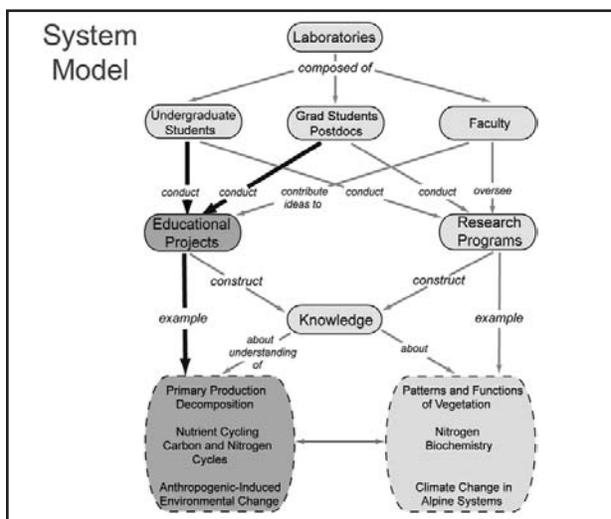 System
Model
Laboratories
composed of
Undergraduate
Students
Grad Students
Postdocs
Faculty
conduct
conduct
contribute
ideas to
conduct
conduct
oversee
Educational
Projects
Research
Programs
construct
construct
example
Knowledge
example
about
understanding
of
about
Primary Production
Decomposition
Nutrient Cycling
Carbon and Nitrogen
Cycles
Anthropogenic-Induced
Environmental Change
Patterns and Functions
of Vegetation
Nitrogen
Biochemistry
Climate Change in
Alpine Systems